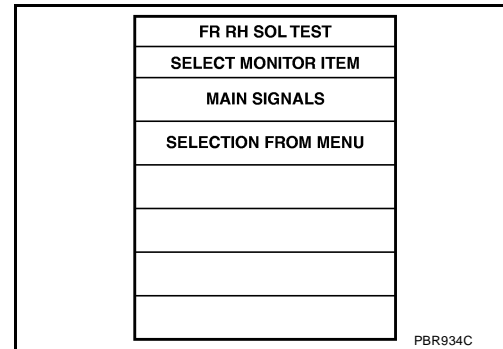 FR RH SOL TEST
SELECT MONITOR ITEM
MAIN SIGNALS
SELECTION FROM MENU
PBR934C